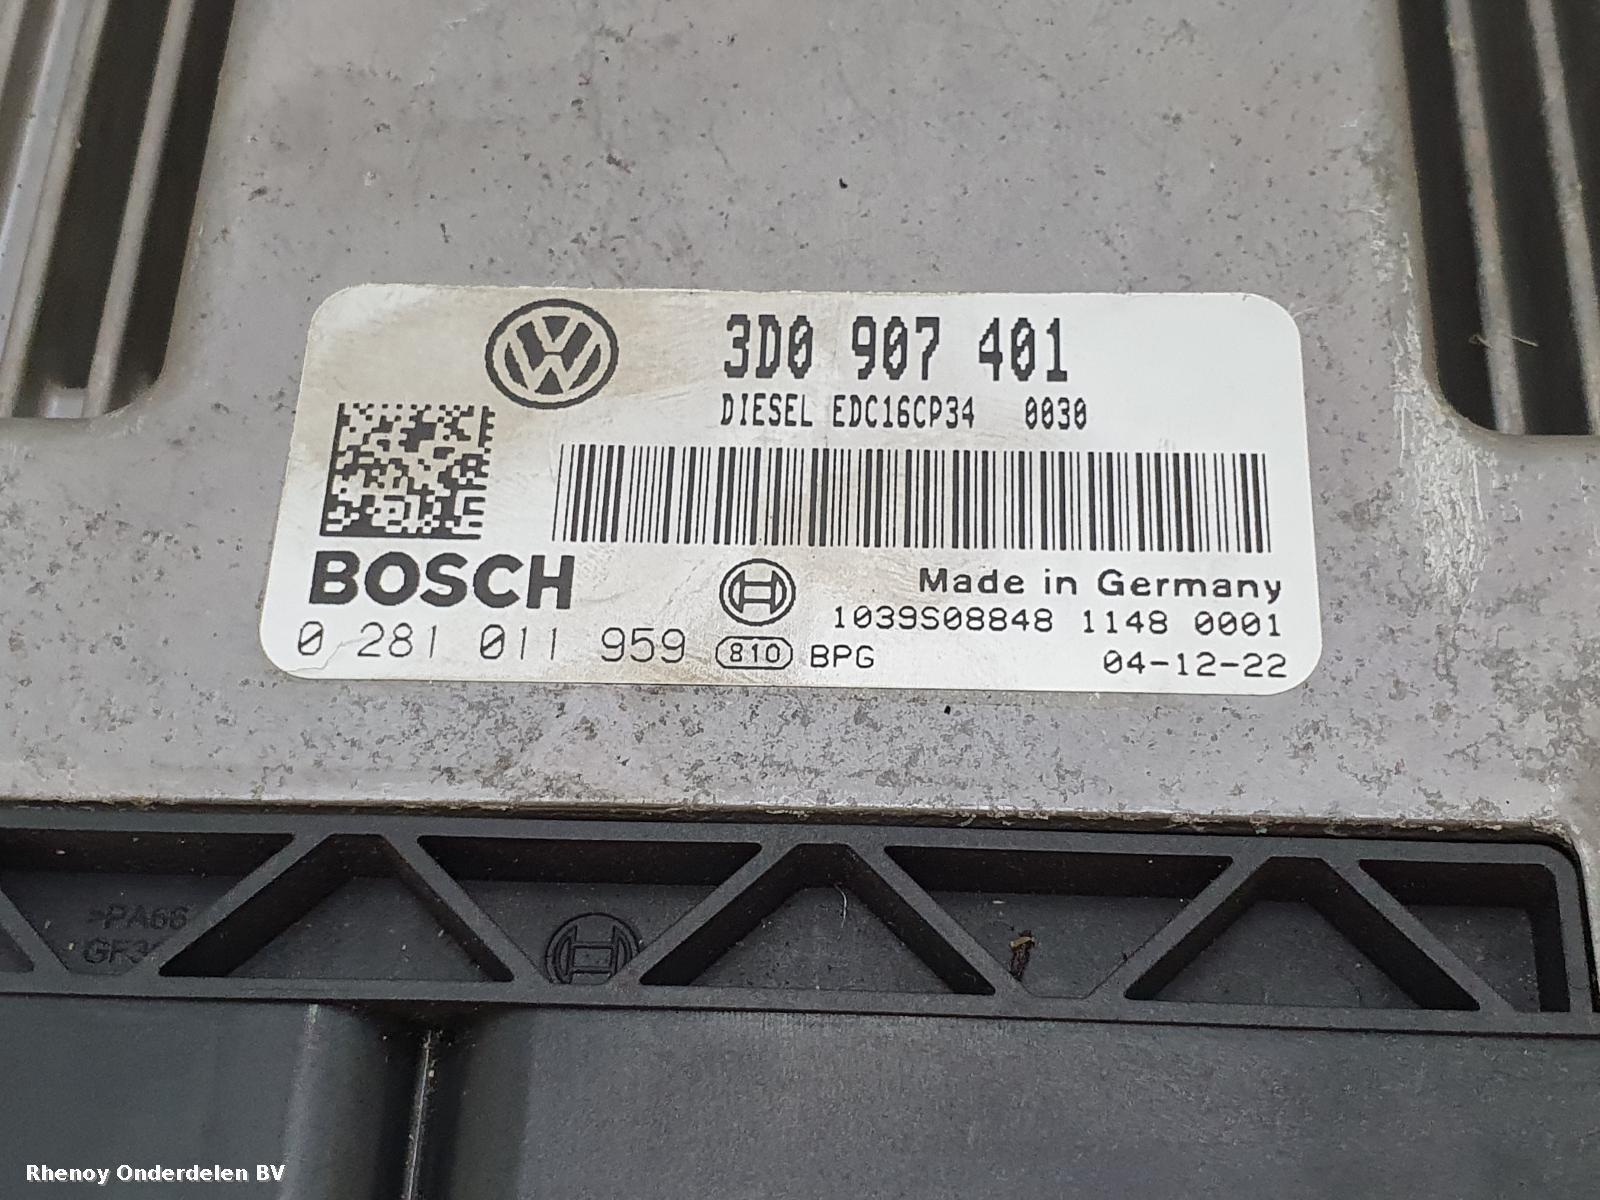 3D0 907 401
DIESEL EDC16CP34 0030
BOSCH
Made in Germany
1039S08848 1148 0001
0 281 011 959 810 BPG 04-12-22
>PA66
Rhenoy Onderdelen BV